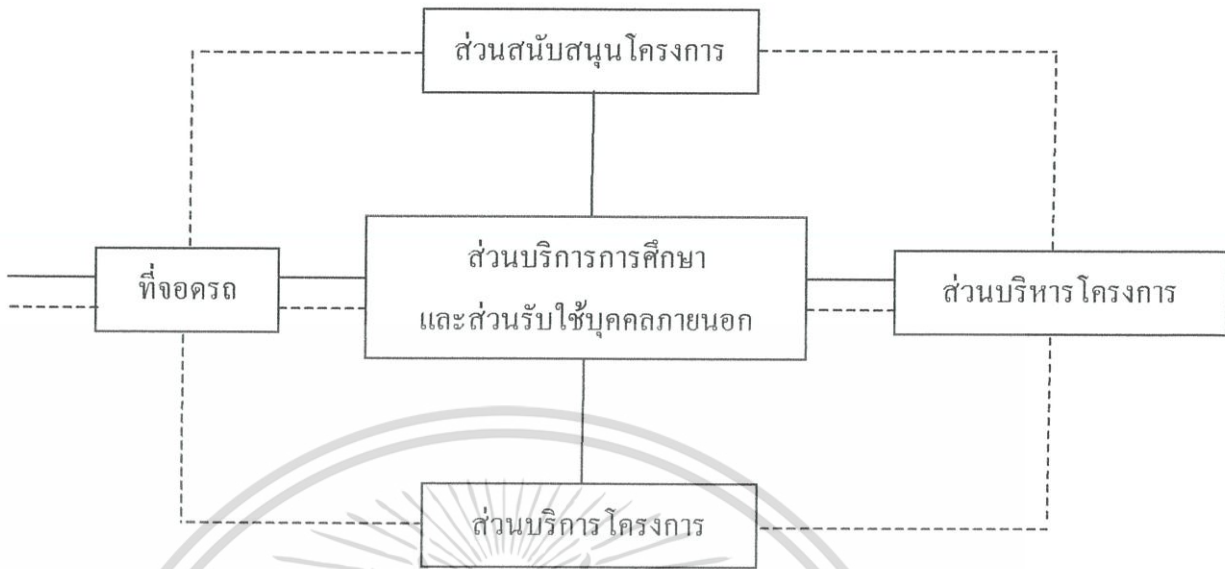 ส่วนสนับสนุนโครงการ
ที่จอดรถ
ส่วนบริการการศึกษา
และส่วนรับใช้บุคคลภายนอก
ส่วนบริหารโครงการ
ส่วนบริการโครงการ